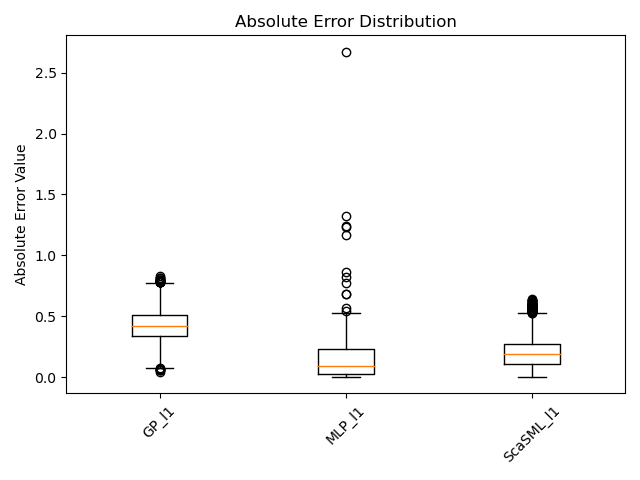 Absolute Error Distribution
Absolute Error Value
2.5
2.0
1.5
1.0
0.5
0.0
GP_l1
MLP_l1
ScaSML_l1